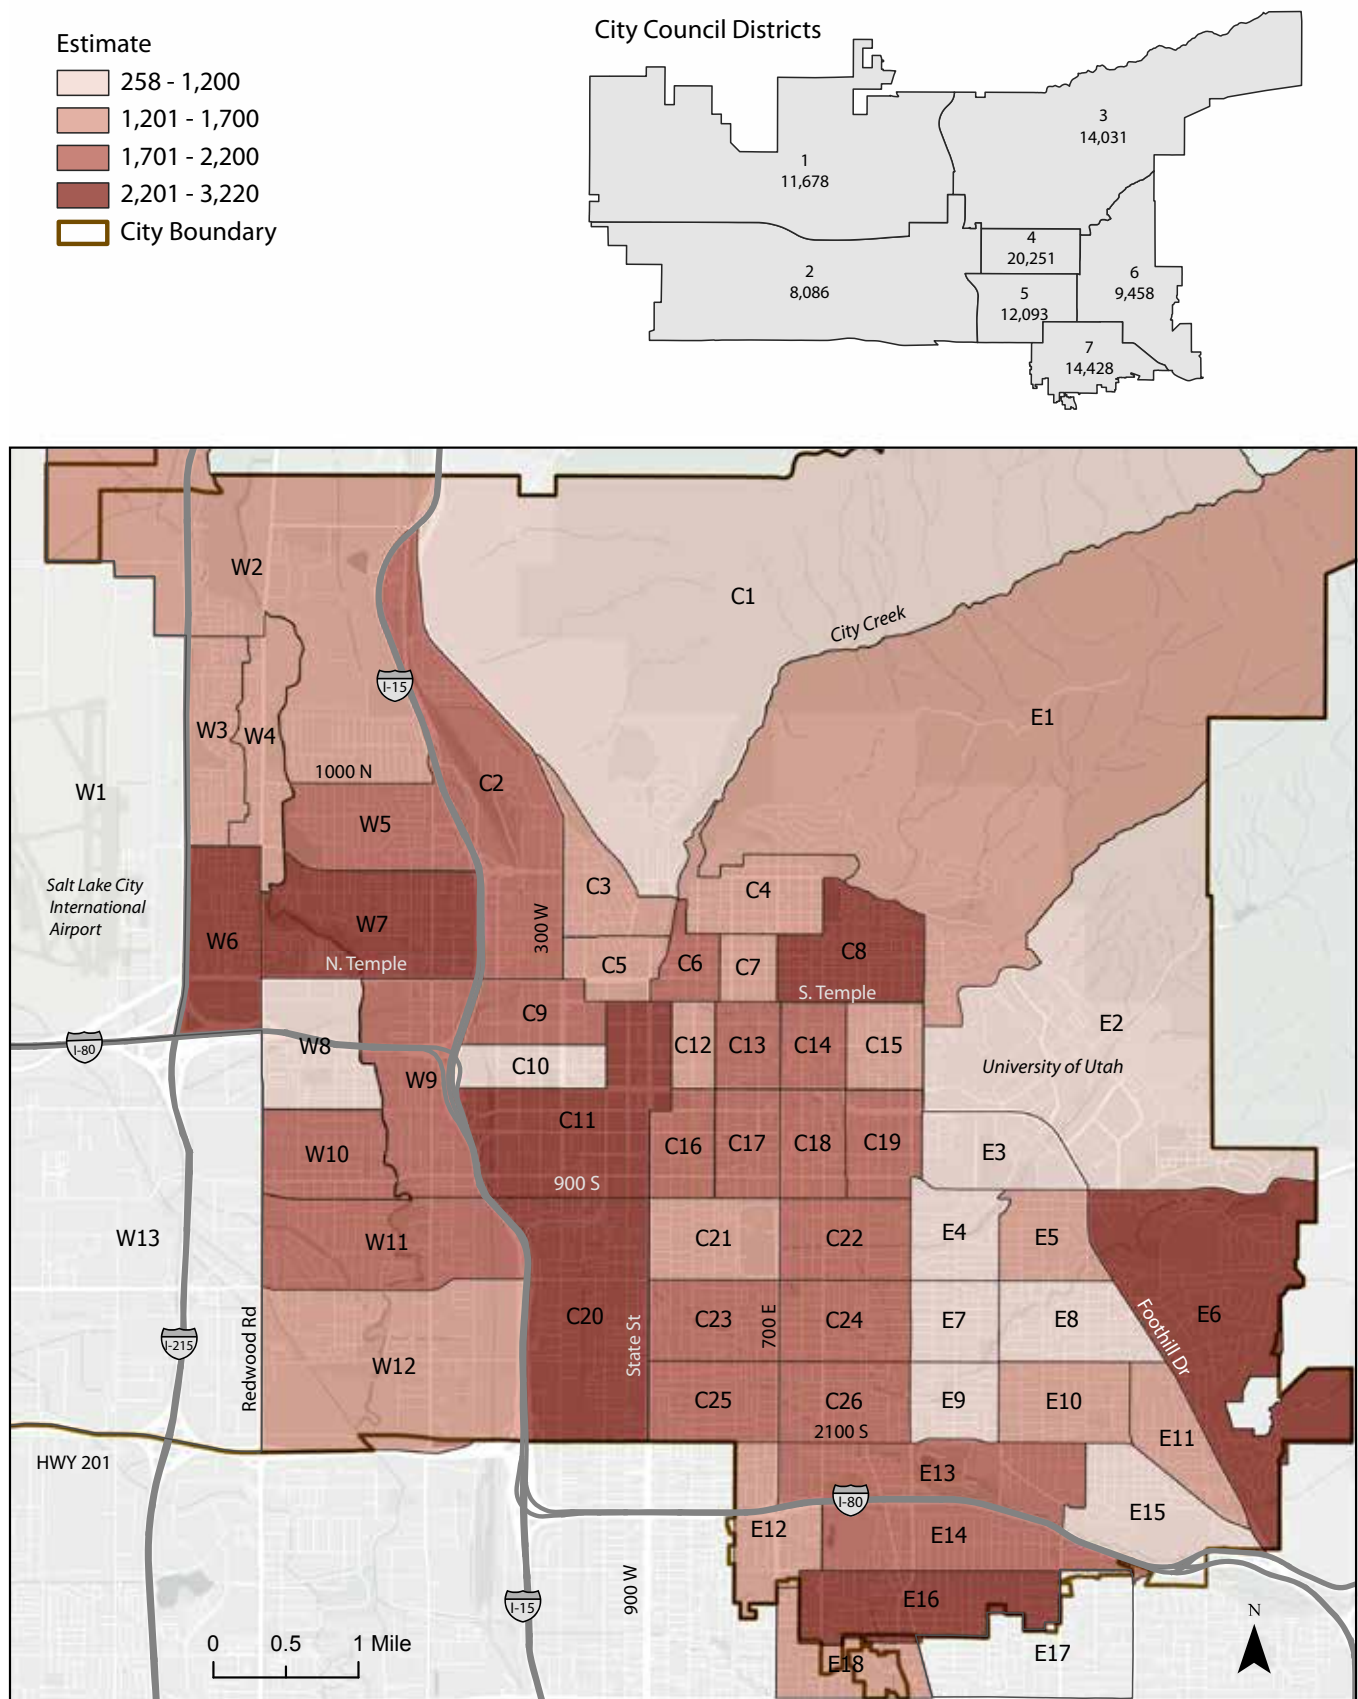 Estimate
258 - 1,200
1,201 - 1,700
1,701 - 2,200
2,201 - 3,220
City Boundary
City Council Districts
3
14,031
1
11,678
4
20,251
2
8,086
6
9,458
5
12,093
7
14,428
W2
C1
City Creek
I-15
E1
W3
W4
1000 N
C2
W1
W5
Salt Lake City
International
Airport
C3
C4
W7
300 W
W6
C8
N. Temple
C5
C6
C7
S. Temple
C9
E2
I-80
W8
C12
C13
C14
C15
C10
University of Utah
W9
C11
C16
C17
C18
C19
E3
W10
900 S
W13
W11
C21
C22
E4
E5
Redwood Rd
C20
State St
C23
700 E
C24
E7
E8
Foothill Dr
E6
I-215
W12
C25
C26
E9
E10
2100 S
E11
HWY 201
E13
I-80
E12
E14
E15
900 W
I-15
E16
N
0 0.5 1 Mile
E18
E17